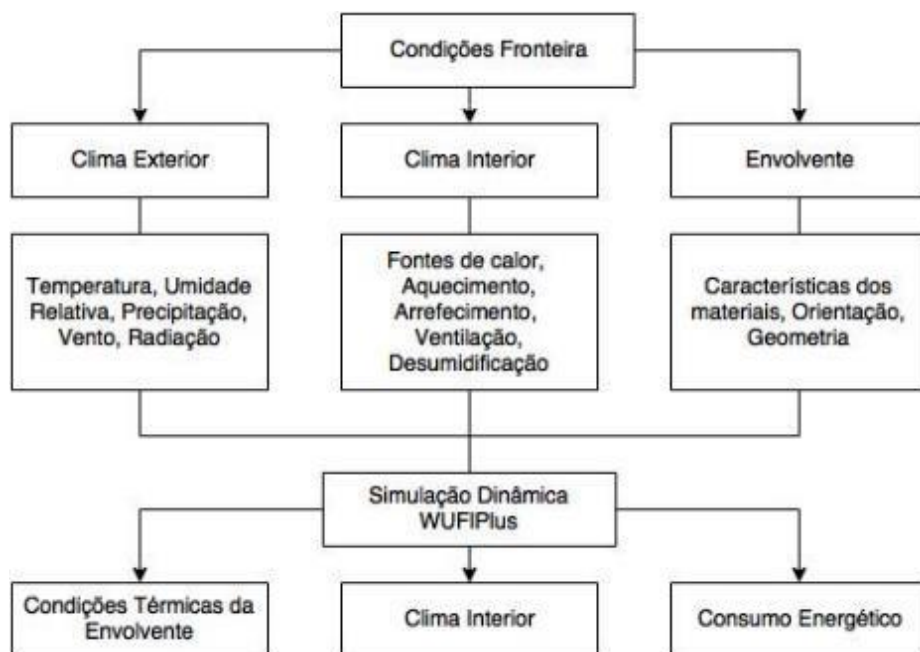 Condições Fronteira
Clima Exterior
Clima Interior
Envolvente
Temperatura, Umidade
Relativa, Precipitação,
Vento, Radiação
Fontes de calor,
Aquecimento,
Arrefecimento,
Ventilação,
Desumidificação
Características dos
materiais, Orientação,
Geometria
Simulação Dinâmica
WUFIPlus
Condições Térmicas da
Envolvente
Clima Interior
Consumo Energético